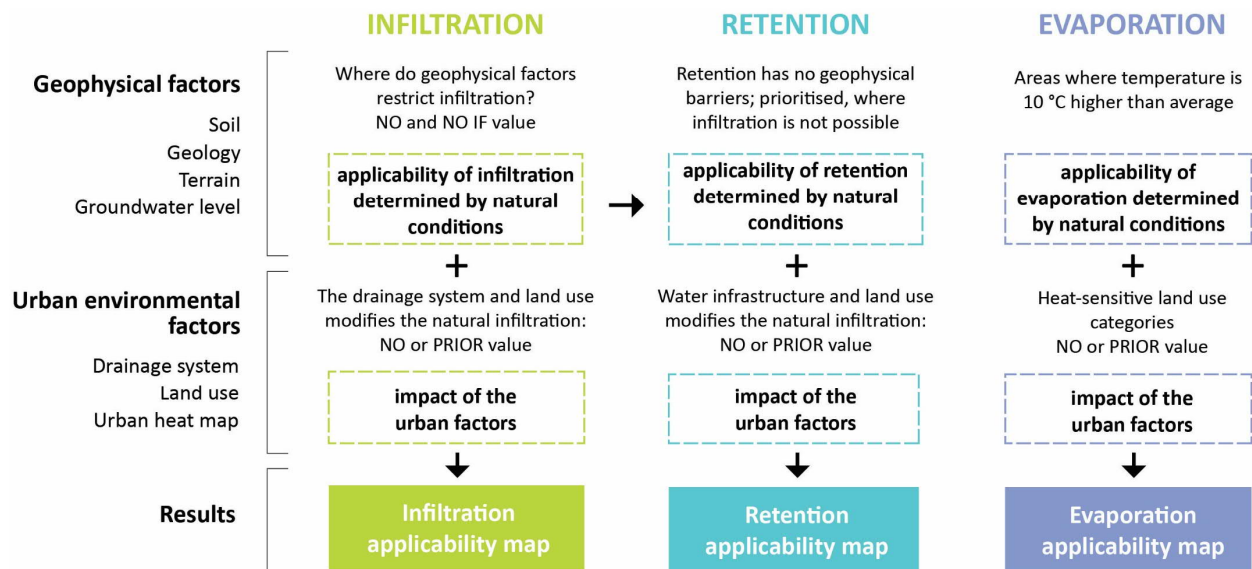 INFILTRATION
RETENTION
EVAPORATION
Geophysical factors
Soil
Geology
Terrain
Groundwater level
Where do geophysical factors
restrict infiltration?
NO and NO IF value
applicability of infiltration
determined by natural
conditions
Retention has no geophysical
barriers; prioritised, where
infiltration is not possible
applicability of retention
determined by natural
conditions
Areas where temperature is
10 °C higher than average
applicability of
evaporation determined
by natural conditions
+
+
+
Urban environmental
factors
Drainage system
Land use
Urban heat map
The drainage system and land use
modifies the natural infiltration:
NO or PRIOR value
impact of the
urban factors
Water infrastructure and land use
modifies the natural infiltration:
NO or PRIOR value
impact of the
urban factors
Heat-sensitive land use
categories
NO or PRIOR value
impact of the
urban factors
Results
Infiltration
applicability map
Retention
applicability map
Evaporation
applicability map